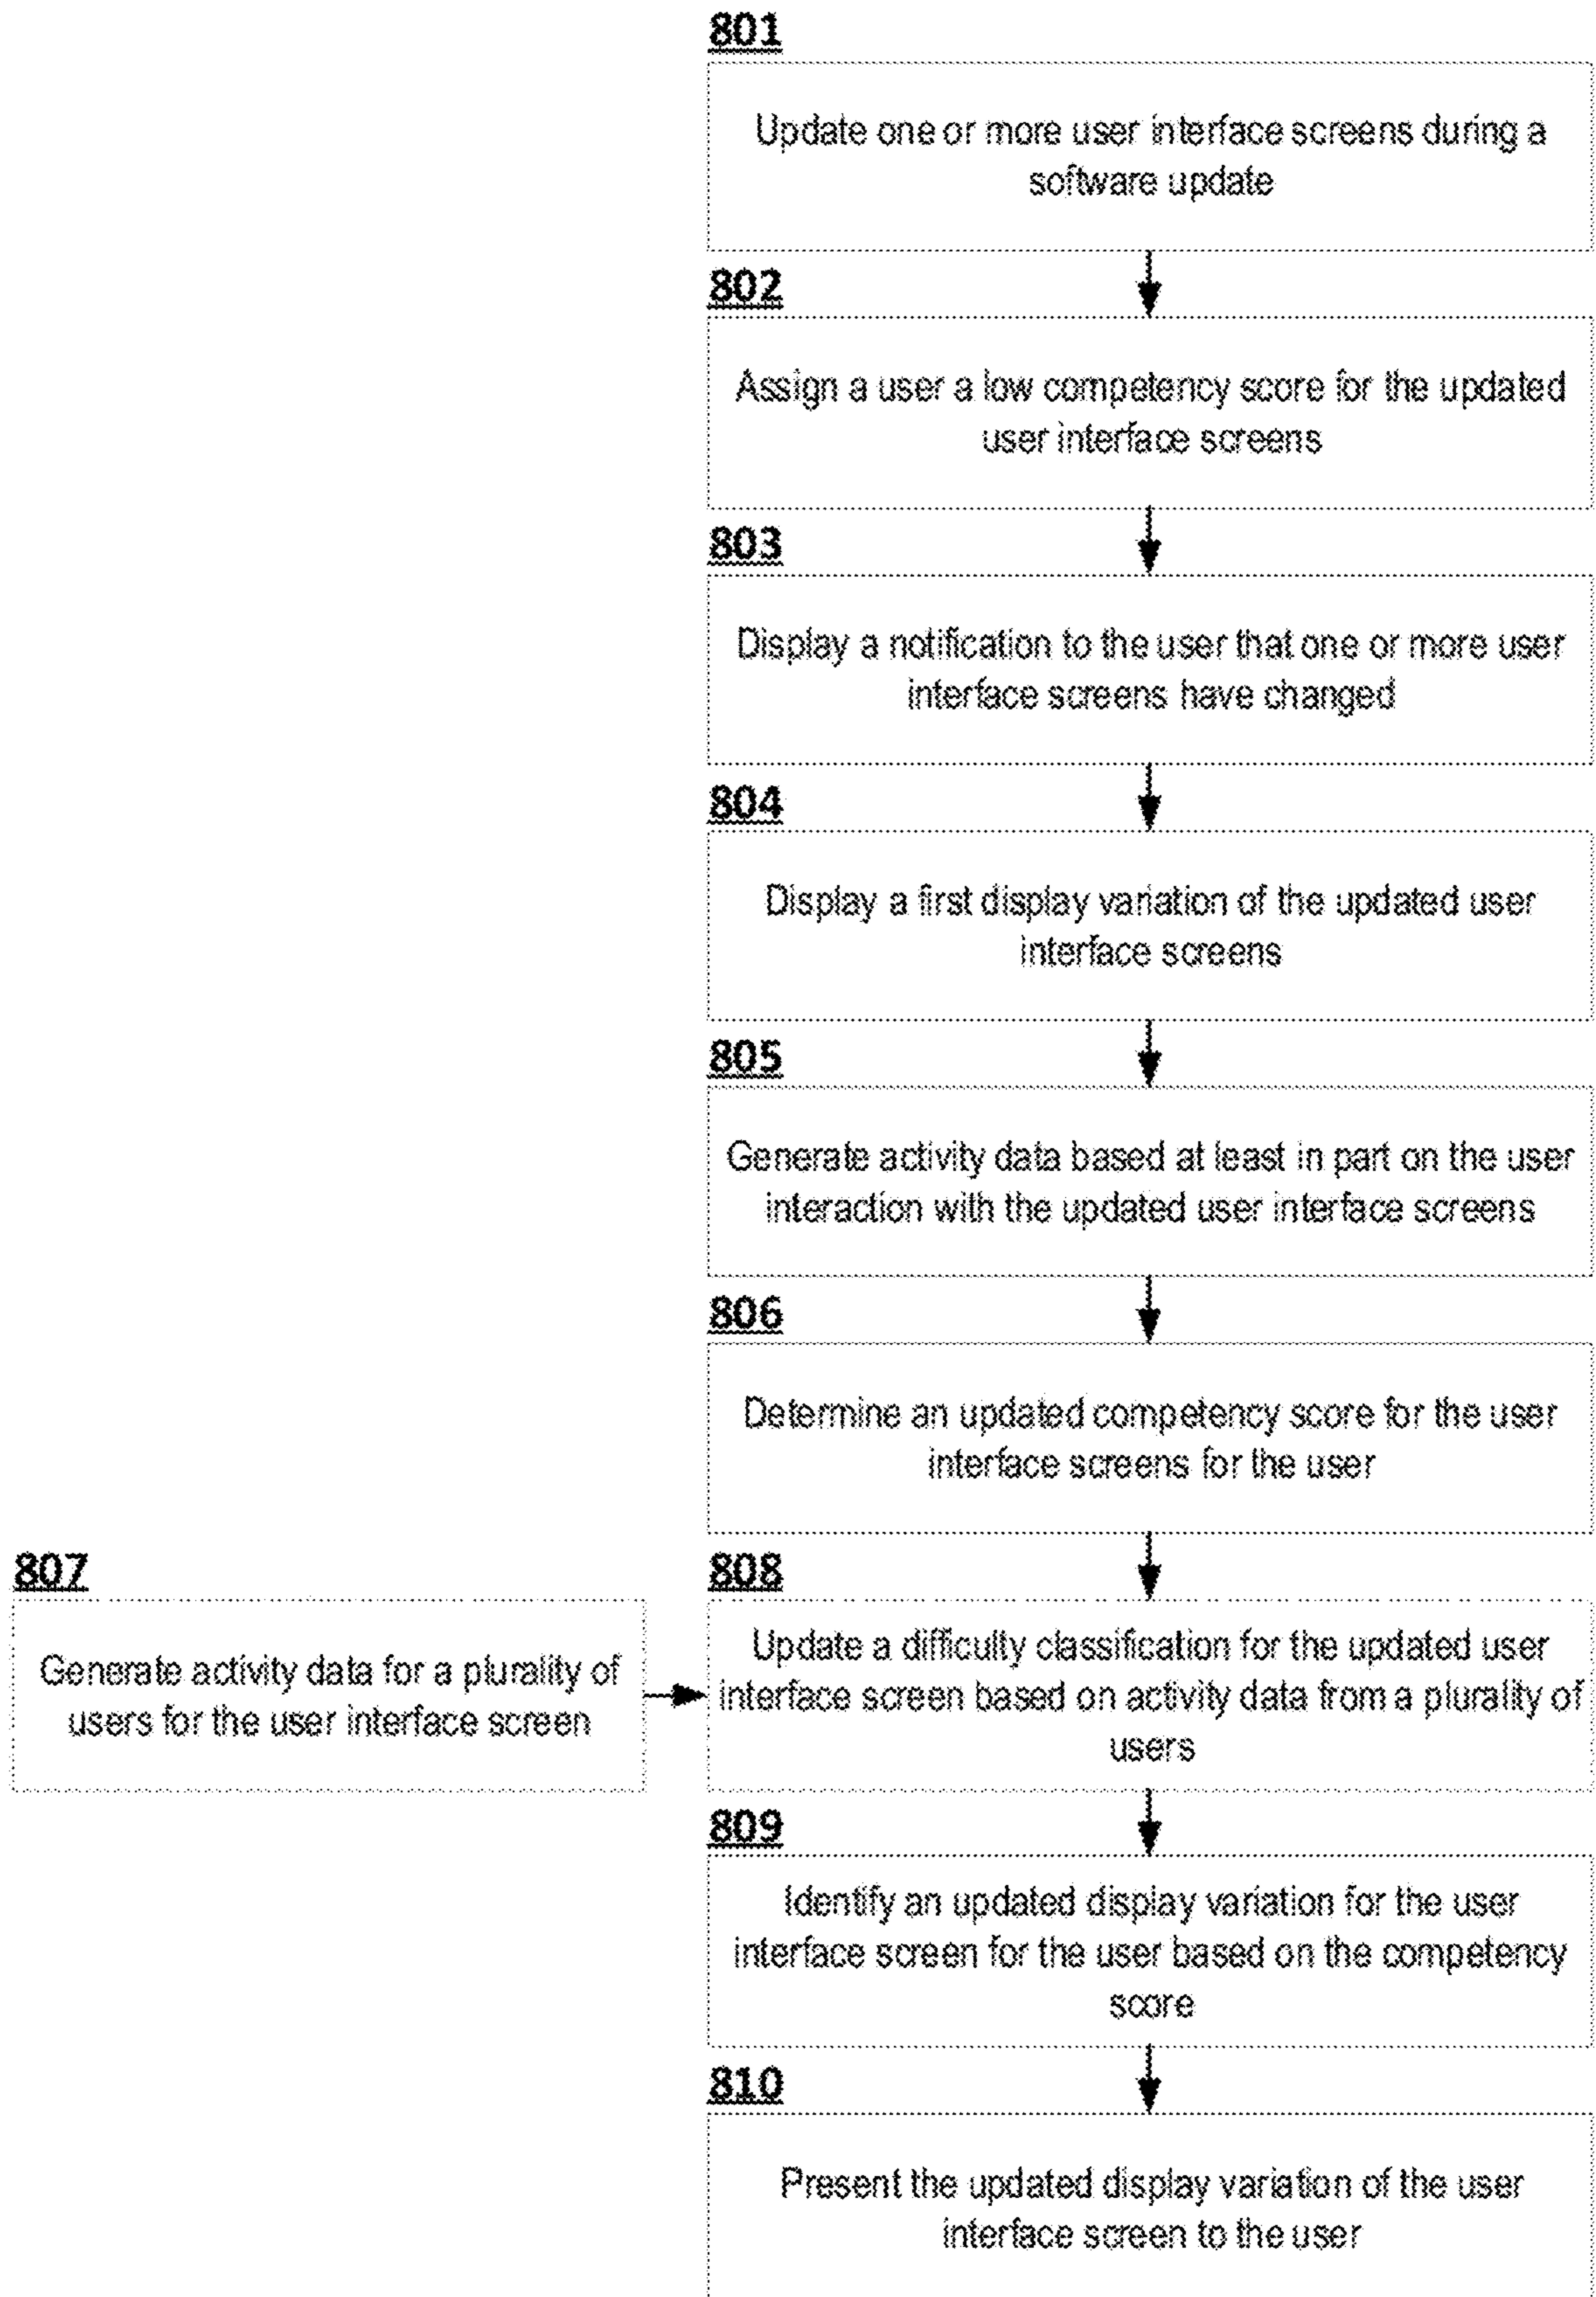 801
Update one or more user interface screens during a
software update
802
Assign a user a low competency score for the updated
user interface screens
803
Display a notification to the user that one or more user
interface screens have changed
804
Display a first display variation of the updated user
interface screens
805
Generate activity data based at least in part on the user
interaction with the updated user interface screens
806
Determine an updated competency score for the user
interface screens for the user
807
Generate activity data for a plurality of
users for the user interface screen
808
Update a difficulty classification for the updated user
interface screen based on activity data from a plurality of
users
809
Identify an updated display variation for the user
interface screen for the user based on the competency
score
810
Present the updated display variation of the user
interface screen to the user